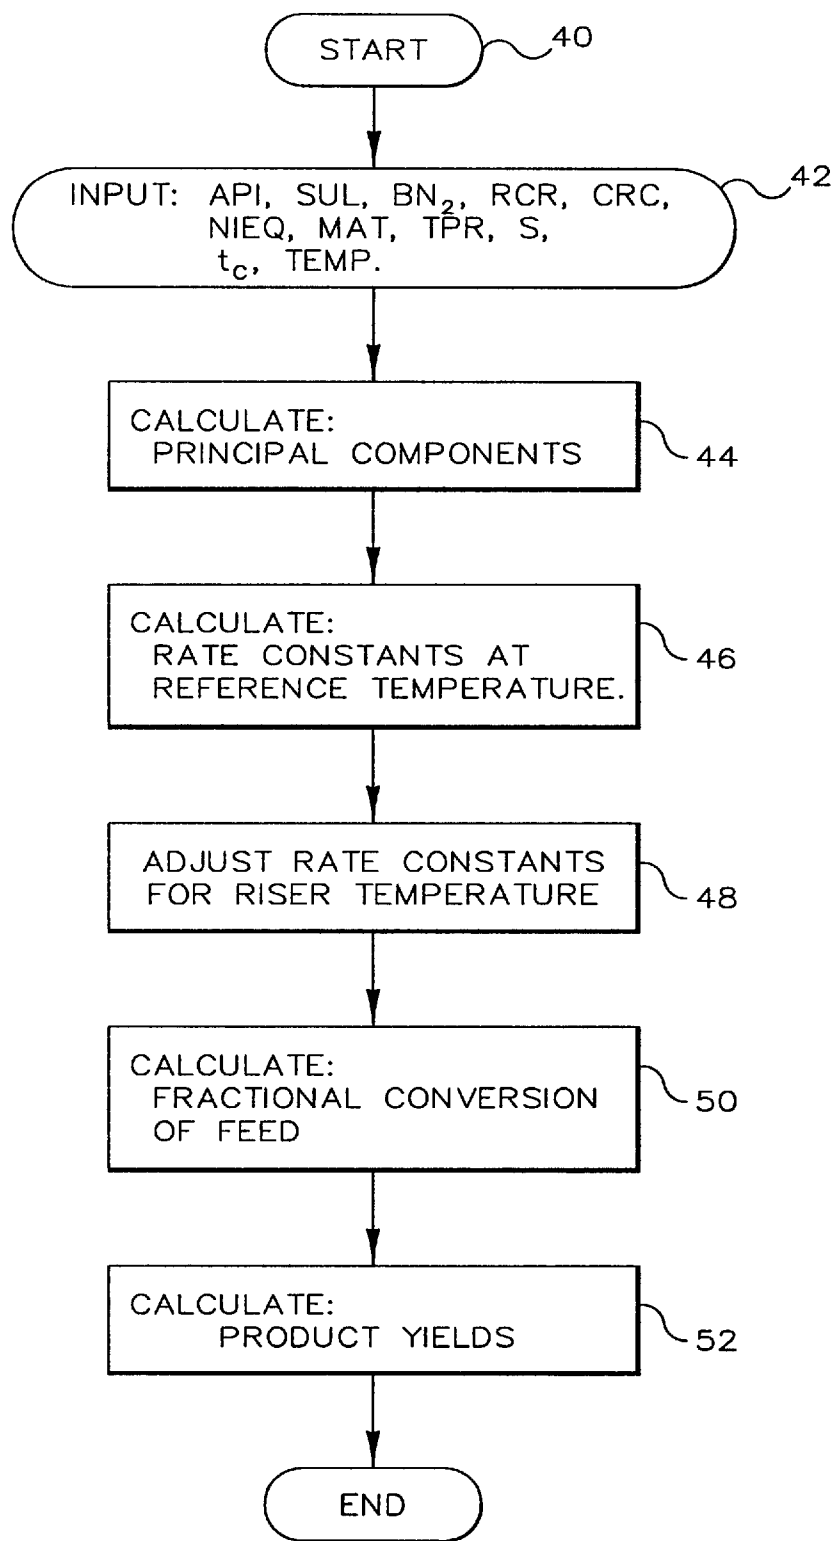 START
40
INPUT: API, SUL, BN₂, RCR, CRC,
NIEQ, MAT, TPR, S,
t_C, TEMP.
42
CALCULATE:
PRINCIPAL COMPONENTS
44
CALCULATE:
RATE CONSTANTS AT
REFERENCE TEMPERATURE.
46
ADJUST RATE CONSTANTS
FOR RISER TEMPERATURE
48
CALCULATE:
FRACTIONAL CONVERSION
OF FEED
50
CALCULATE:
PRODUCT YIELDS
52
END